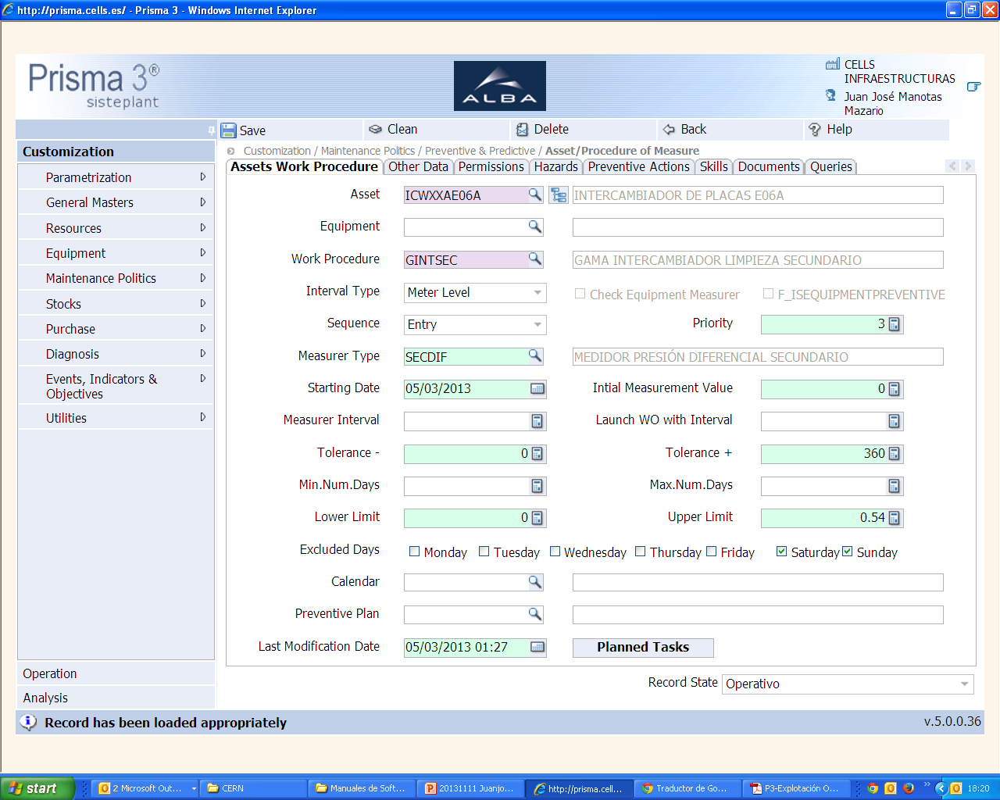 http://prisma.cells.es/ - Prisma 3 - Windows Internet Explorer
Prisma 3®
sisteplant
ALBA
CELLS
INFRAESTRUCTURAS
Juan José Manotas
Mazario
Save Clean Delete Back Help
Customization
Customization / Maintenance Politics / Preventive & Predictive / Asset/Procedure of Measure
Assets Work Procedure Other Data Permissions Hazards Preventive Actions Skills Documents Queries
Parametrization
General Masters
Resources
Equipment
Maintenance Politics
Stocks
Purchase
Diagnosis
Events, Indicators &
Objectives
Utilities
Operation
Analysis
Asset ICWXXAE06A INTERCAMBIADOR DE PLACAS E06A
Equipment
Work Procedure GINTSEC GAMA INTERCAMBIADOR LIMPIEZA SECUNDARIO
Interval Type Meter Level Check Equipment Measurer F_ISEQUIPMENTPREVENTIVE
Sequence Entry Priority 3
Measurer Type SECDIF MEDIDOR PRESIÓN DIFERENCIAL SECUNDARIO
Starting Date 05/03/2013 Intial Measurement Value 0
Measurer Interval Launch WO with Interval
Tolerance - 0 Tolerance + 360
Min.Num.Days Max.Num.Days
Lower Limit 0 Upper Limit 0.54
Excluded Days Monday Tuesday Wednesday Thursday Friday Saturday Sunday
Calendar
Preventive Plan
Last Modification Date 05/03/2013 01:27 Planned Tasks
Record State Operativo
Record has been loaded appropriately v.5.0.0.36
start 2 Microsoft Out... CERN Manuales de Soft... 20131111 Juanjo... http://prisma.cell... Traductor de Go... P3-Explotación O... 18:20